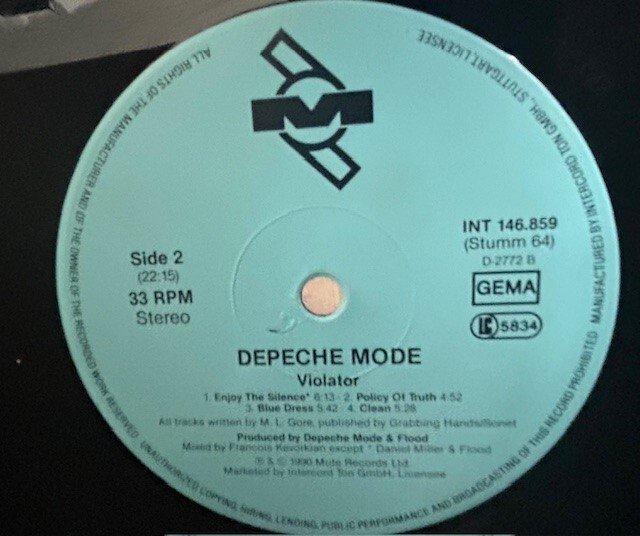 M
Side 2
(22:15)
33 RPM
Stereo
INT 146.859
(Stumm 64)
D-2772 B
GEMA
LC 5834
DEPECHE MODE
Violator
1. Enjoy The Silence* 6:13 · 2. Policy Of Truth 4:52
3. Blue Dress 5:42 · 4. Clean 5:28
All tracks written by M. L. Gore, published by Grabbing Hands/Sonet
Produced by Depeche Mode & Flood
Mixed by Francois Kevorkian except * Daniel Miller & Flood
℗ & © 1990 Mute Records Ltd.
Marketed by Intercord Ton GmbH, Licensee
ALL RIGHTS OF THE MANUFACTURER AND OF THE OWNER OF THE RECORDED WORK RESERVED · UNAUTHORIZED COPYING, HIRING, LENDING, PUBLIC PERFORMANCE AND BROADCASTING OF THIS RECORD PROHIBITED · MANUFACTURED BY INTERCORD TON GMBH, STUTTGART, LICENSEE